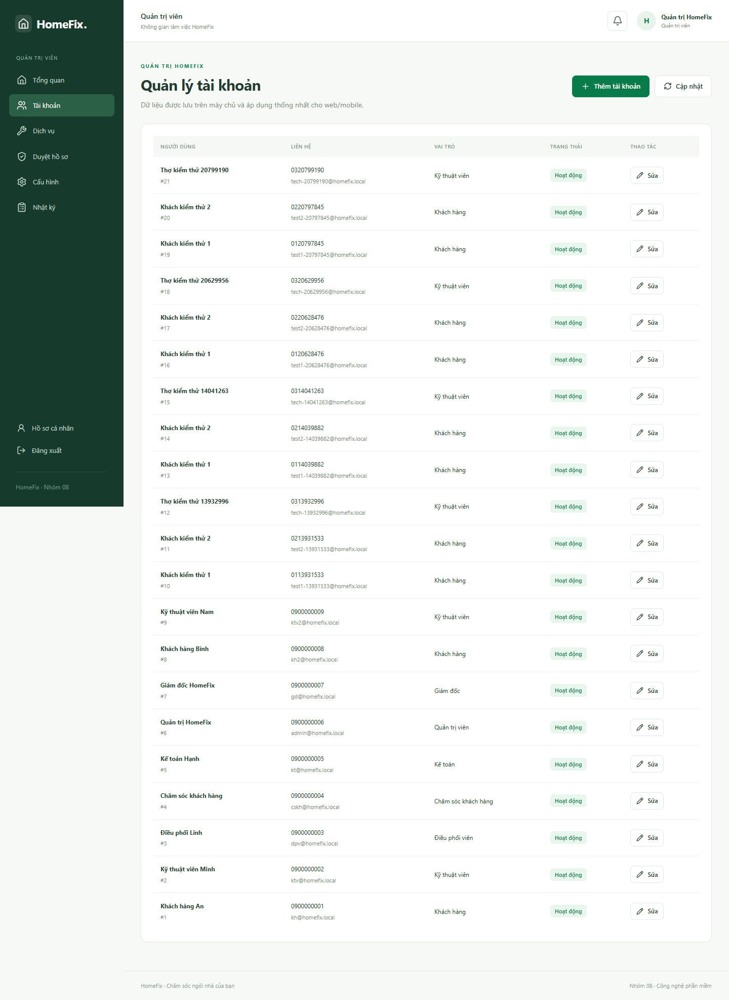 HomeFix.
QUẢN TRỊ VIÊN
Tổng quan
Tài khoản
Dịch vụ
Duyệt hồ sơ
Cấu hình
Nhật ký
Hồ sơ cá nhân
Đăng xuất
HomeFix · Nhóm 08
Quản trị viên
Không gian làm việc HomeFix
H
Quản trị HomeFix
Quản trị viên
QUẢN TRỊ HOMEFIX
Quản lý tài khoản
Dữ liệu được lưu trên máy chủ và áp dụng thống nhất cho web/mobile.
Thêm tài khoản
Cập nhật
NGƯỜI DÙNG LIÊN HỆ VAI TRÒ TRẠNG THÁI THAO TÁC
Thợ kiểm thử 20799190 0320799190 Kỹ thuật viên Hoạt động Sửa
#21 tech-20799190@homefix.local
Khách kiểm thử 2 0220797845 Khách hàng Hoạt động Sửa
#20 test2-20797845@homefix.local
Khách kiểm thử 1 0120797845 Khách hàng Hoạt động Sửa
#19 test1-20797845@homefix.local
Thợ kiểm thử 20629956 0320629956 Kỹ thuật viên Hoạt động Sửa
#18 tech-20629956@homefix.local
Khách kiểm thử 2 0220628476 Khách hàng Hoạt động Sửa
#17 test2-20628476@homefix.local
Khách kiểm thử 1 0120628476 Khách hàng Hoạt động Sửa
#16 test1-20628476@homefix.local
Thợ kiểm thử 14041263 0314041263 Kỹ thuật viên Hoạt động Sửa
#15 tech-14041263@homefix.local
Khách kiểm thử 2 0214039882 Khách hàng Hoạt động Sửa
#14 test2-14039882@homefix.local
Khách kiểm thử 1 0114039882 Khách hàng Hoạt động Sửa
#13 test1-14039882@homefix.local
Thợ kiểm thử 13932996 0313932996 Kỹ thuật viên Hoạt động Sửa
#12 tech-13932996@homefix.local
Khách kiểm thử 2 0213931533 Khách hàng Hoạt động Sửa
#11 test2-13931533@homefix.local
Khách kiểm thử 1 0113931533 Khách hàng Hoạt động Sửa
#10 test1-13931533@homefix.local
Kỹ thuật viên Nam 0900000009 Kỹ thuật viên Hoạt động Sửa
#9 ktv2@homefix.local
Khách hàng Bình 0900000008 Khách hàng Hoạt động Sửa
#8 kh2@homefix.local
Giám đốc HomeFix 0900000007 Giám đốc Hoạt động Sửa
#7 gd@homefix.local
Quản trị HomeFix 0900000006 Quản trị viên Hoạt động Sửa
#6 admin@homefix.local
Kế toán Hạnh 0900000005 Kế toán Hoạt động Sửa
#5 kt@homefix.local
Chăm sóc khách hàng 0900000004 Chăm sóc khách hàng Hoạt động Sửa
#4 cskh@homefix.local
Điều phối Linh 0900000003 Điều phối viên Hoạt động Sửa
#3 dpv@homefix.local
Kỹ thuật viên Minh 0900000002 Kỹ thuật viên Hoạt động Sửa
#2 ktv@homefix.local
Khách hàng An 0900000001 Khách hàng Hoạt động Sửa
#1 kh@homefix.local
HomeFix · Chăm sóc ngôi nhà của bạn
Nhóm 08 · Công nghệ phần mềm